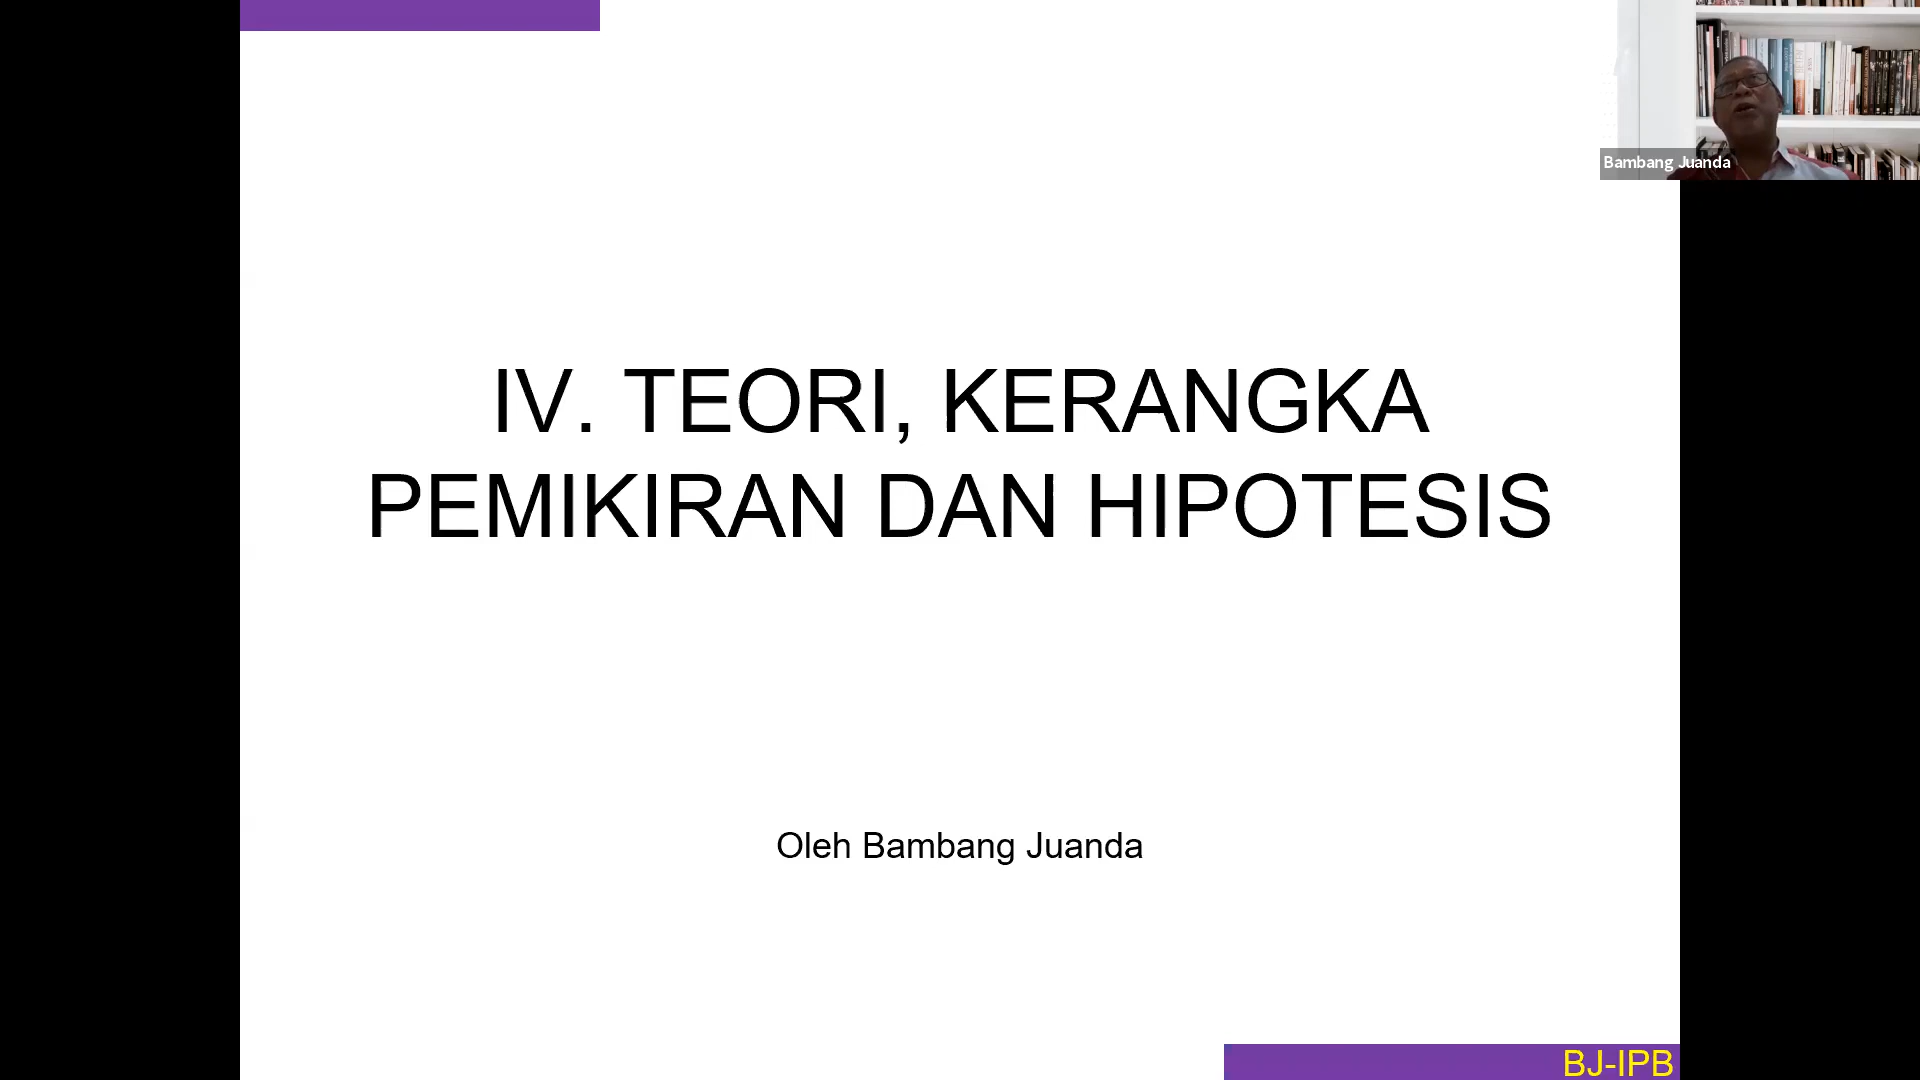 Bambang Juanda
IV. TEORI, KERANGKA
PEMIKIRAN DAN HIPOTESIS
Oleh Bambang Juanda
BJ-IPB